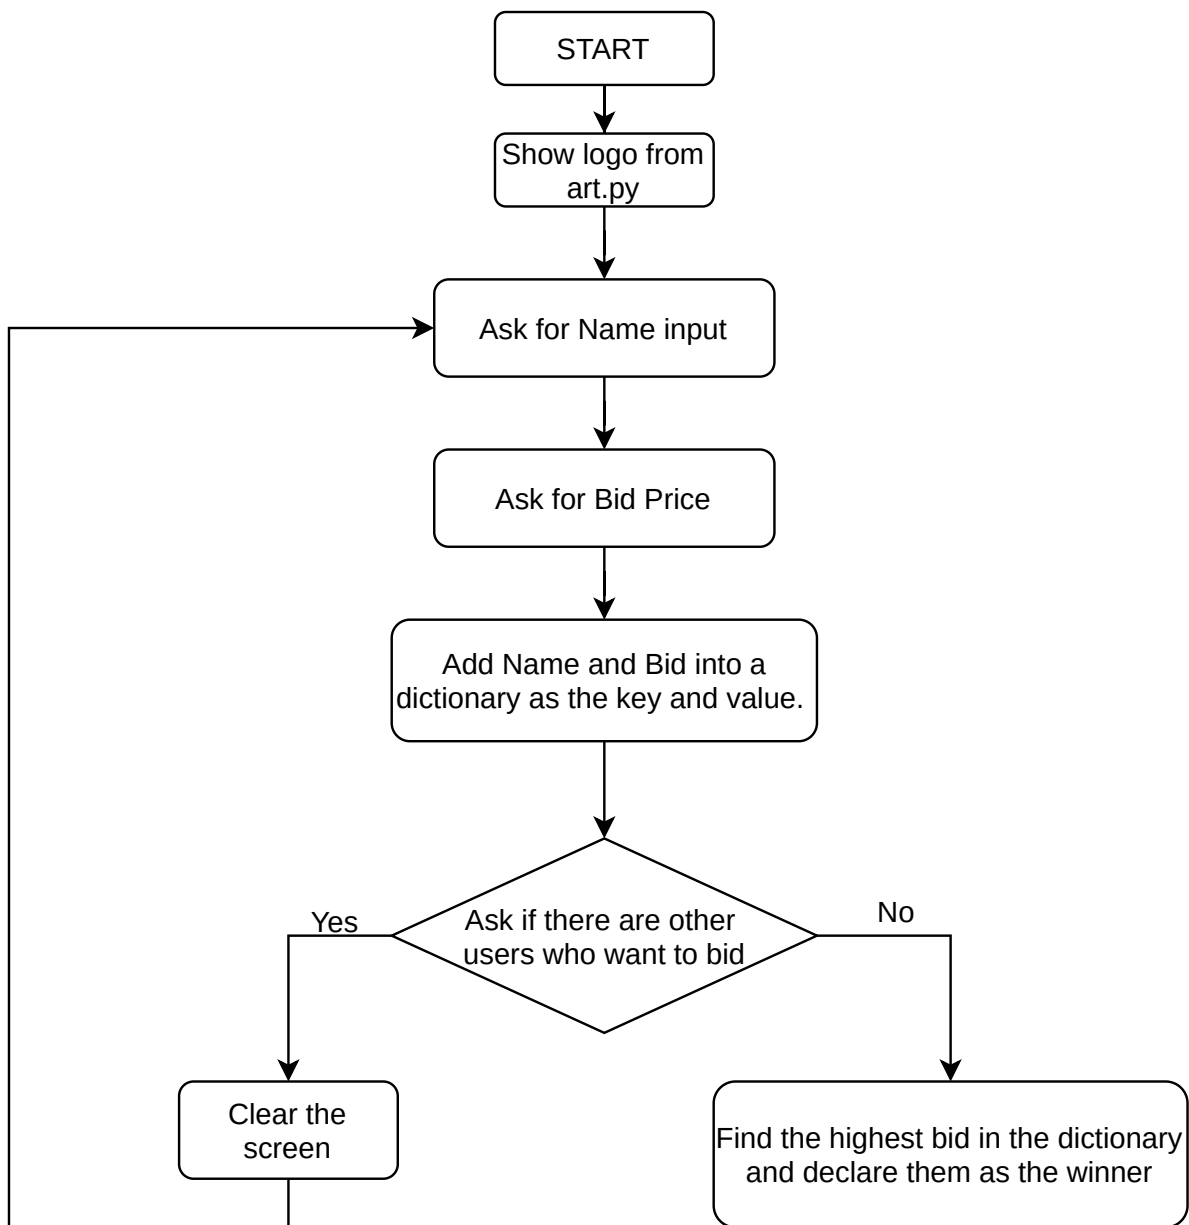 START
Show logo from
art.py
Ask for Name input
Ask for Bid Price
Add Name and Bid into a
dictionary as the key and value.
Ask if there are other
users who want to bid
Yes
No
Clear the
screen
Find the highest bid in the dictionary
and declare them as the winner